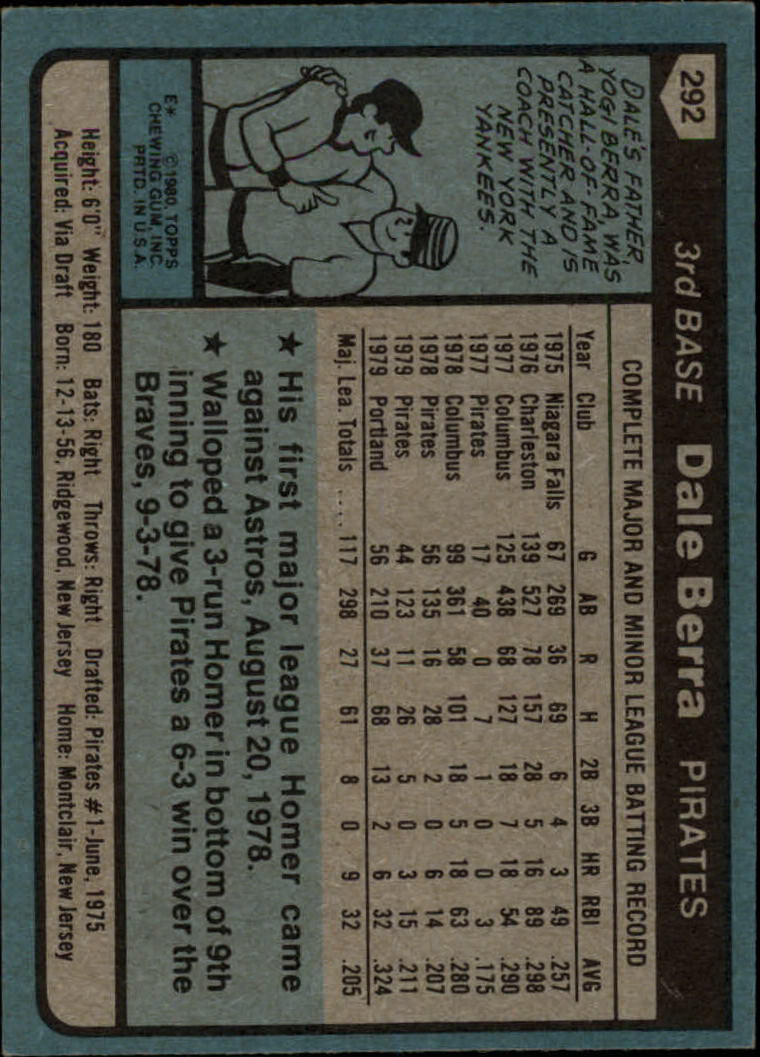 292
3rd BASE Dale Berra PIRATES
DALE'S FATHER,
YOGI BERRA, WAS
A HALL-OF-FAME
CATCHER AND IS
PRESENTLY A
COACH WITH THE
NEW YORK
YANKEES.
E* ©1980, TOPPS
CHEWING GUM, INC.
PRTD. IN U.S.A.
COMPLETE MAJOR AND MINOR LEAGUE BATTING RECORD
Year Club G AB R H 2B 3B HR RBI AVG
1975 Niagara Falls 67 269 36 69 6 4 3 49 .257
1976 Charleston 139 527 78 157 28 5 16 89 .298
1977 Columbus 125 438 68 127 18 7 18 54 .290
1977 Pirates 17 40 0 7 1 0 0 3 .175
1978 Columbus 99 361 58 101 18 5 18 63 .280
1978 Pirates 56 135 16 28 2 0 6 14 .207
1979 Pirates 44 123 11 26 5 0 3 15 .211
1979 Portland 56 210 37 68 13 2 6 32 .324
Maj. Lea. Totals .... 117 298 27 61 8 0 9 32 .205
★ His first major league Homer came
against Astros, August 20, 1978.
★ Walloped a 3-run Homer in bottom of 9th
inning to give Pirates a 6-3 win over the
Braves, 9-3-78.
Height: 6'0" Weight: 180 Bats: Right Throws: Right Drafted: Pirates #1-June, 1975
Acquired: Via Draft Born: 12-13-56, Ridgewood, New Jersey Home: Montclair, New Jersey